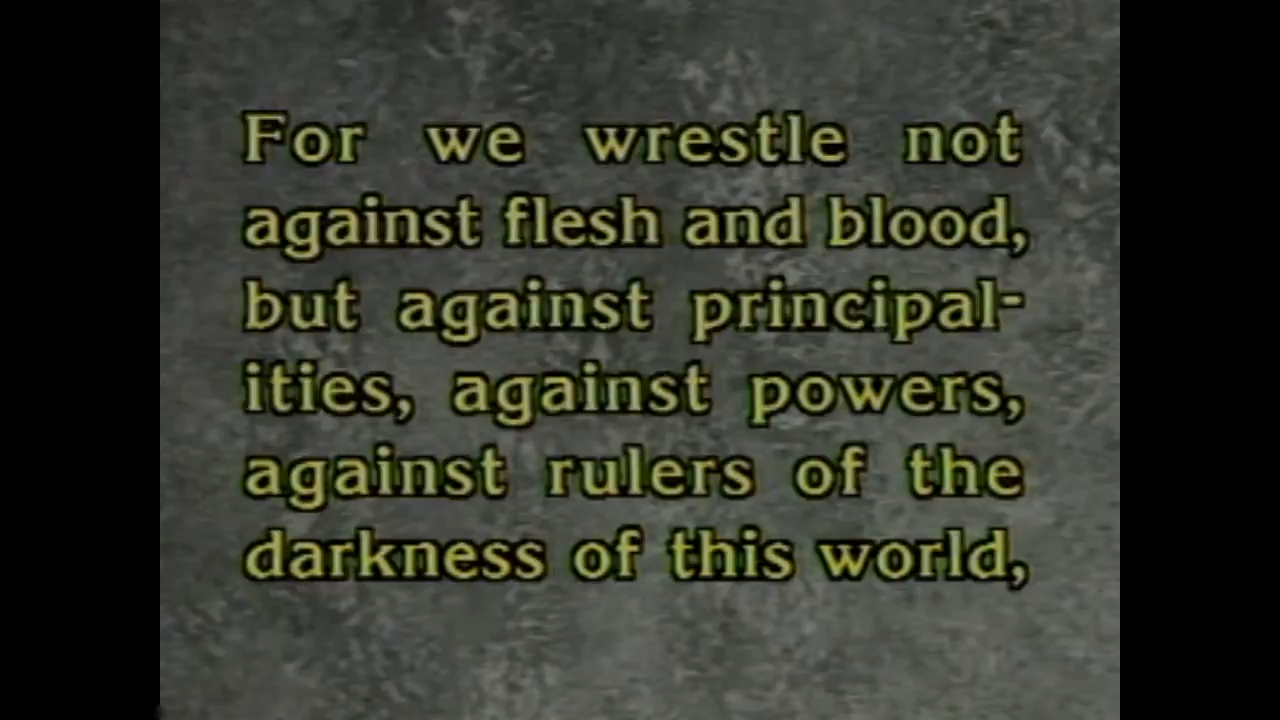 For we wrestle not
against flesh and blood,
but against principal-
ities, against powers,
against rulers of the
darkness of this world,